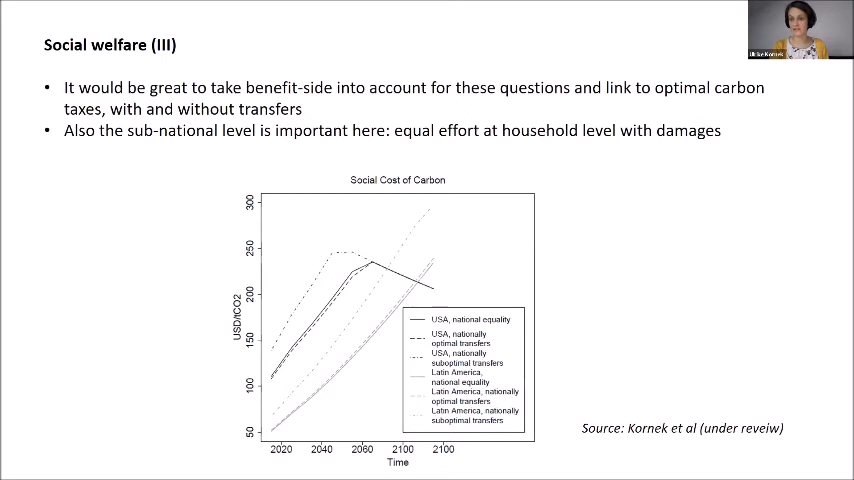 Social welfare (III)
• It would be great to take benefit-side into account for these questions and link to optimal carbon
taxes, with and without transfers
• Also the sub-national level is important here: equal effort at household level with damages
Social Cost of Carbon
300
250
200
150
100
50
USD/tCO2
USA, national equality
USA, nationally
optimal transfers
USA, nationally
suboptimal transfers
Latin America,
national equality
Latin America, nationally
optimal transfers
Latin America, nationally
suboptimal transfers
2020 2040 2060 2100 2100
Time
Source: Kornek et al (under reveiw)
Ulrike Kornek